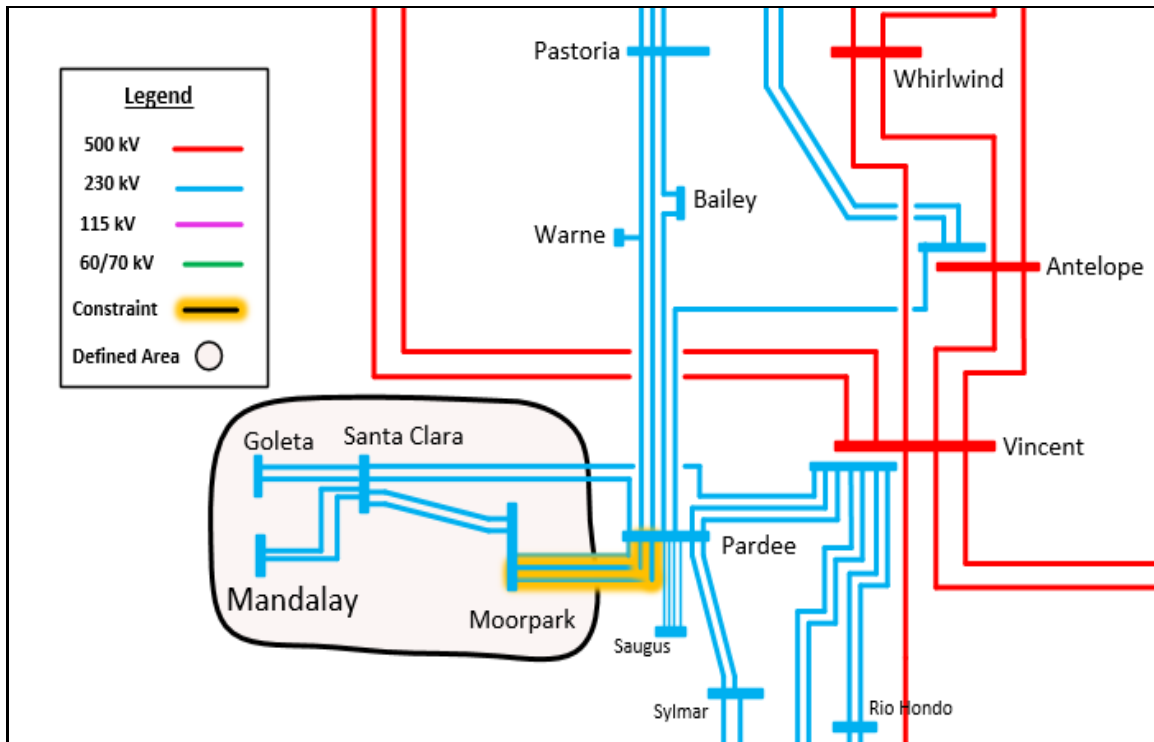 Pastoria
Whirlwind
Legend
500 kV
230 kV
115 kV
60/70 kV
Constraint
Defined Area
Bailey
Warne
Antelope
Goleta
Santa Clara
Vincent
Pardee
Mandalay
Moorpark
Saugus
Sylmar
Rio Hondo